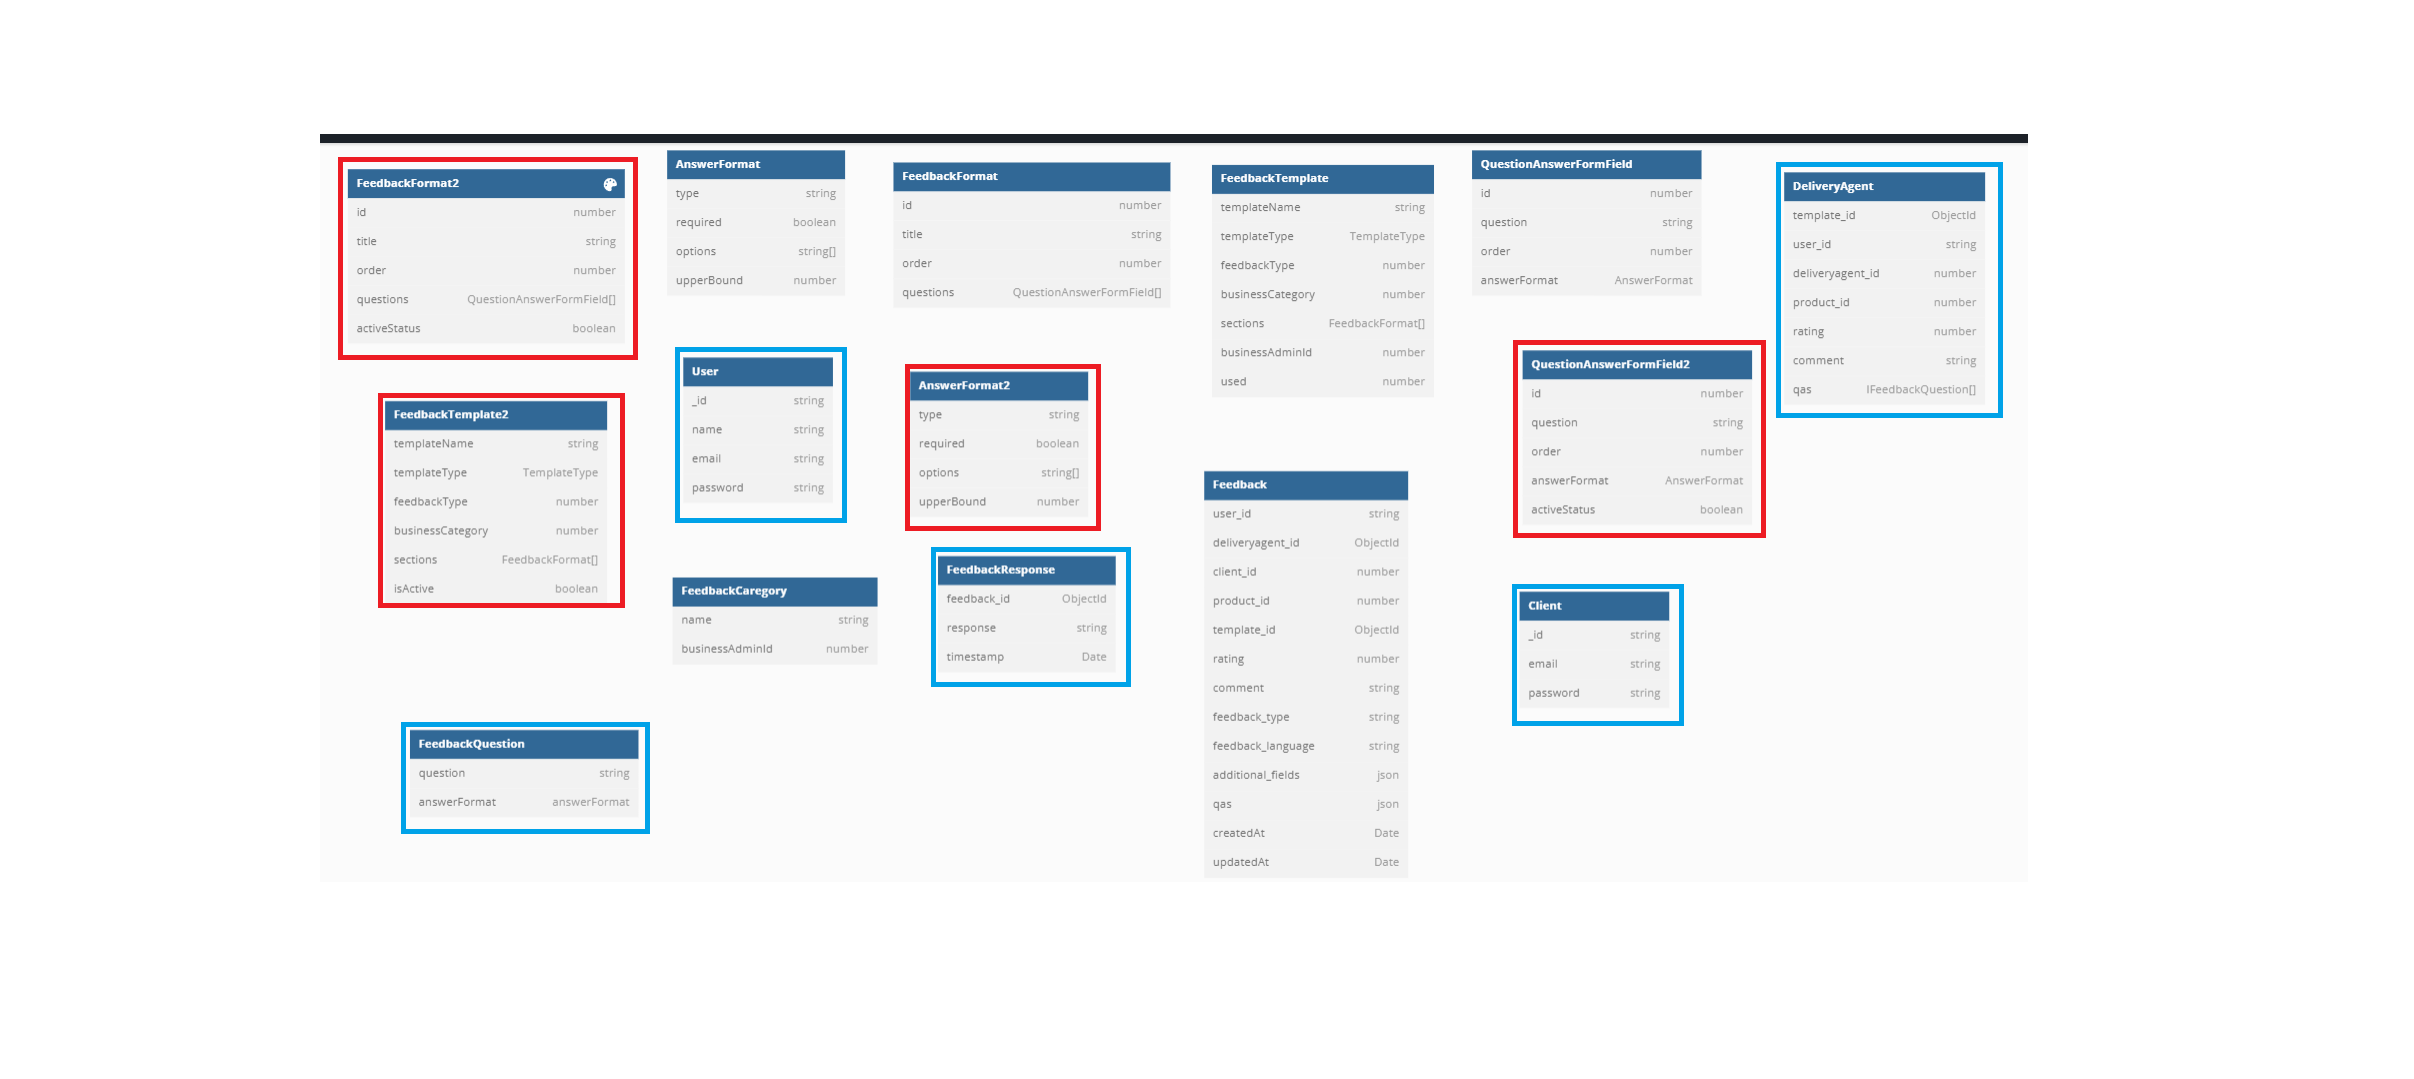 FeedbackFormat2
id number
title string
order number
questions QuestionAnswerFormField[]
activeStatus boolean
AnswerFormat
type string
required boolean
options string[]
upperBound number
FeedbackFormat
id number
title string
order number
questions QuestionAnswerFormField[]
FeedbackTemplate
templateName string
templateType TemplateType
feedbackType number
businessCategory number
sections FeedbackFormat[]
businessAdminId number
used number
QuestionAnswerFormField
id number
question string
order number
answerFormat AnswerFormat
DeliveryAgent
template_id ObjectId
user_id string
deliveryagent_id number
product_id number
rating number
comment string
qas IFeedbackQuestion[]
FeedbackTemplate2
templateName string
templateType TemplateType
feedbackType number
businessCategory number
sections FeedbackFormat[]
isActive boolean
User
_id string
name string
email string
password string
AnswerFormat2
type string
required boolean
options string[]
upperBound number
QuestionAnswerFormField2
id number
question string
order number
answerFormat AnswerFormat
activeStatus boolean
Feedback
user_id string
deliveryagent_id ObjectId
client_id number
product_id number
template_id ObjectId
rating number
comment string
feedback_type string
feedback_language string
additional_fields json
qas json
createdAt Date
updatedAt Date
FeedbackCaregory
name string
businessAdminId number
FeedbackResponse
feedback_id ObjectId
response string
timestamp Date
Client
_id string
email string
password string
FeedbackQuestion
question string
answerFormat answerFormat